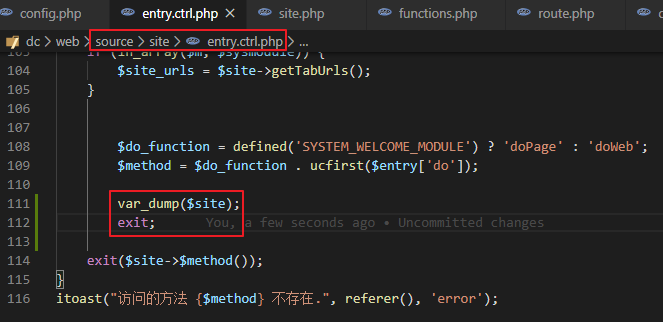 config.php entry.ctrl.php × site.php functions.php route.php
dc > web > source > site > entry.ctrl.php > ...
103 if (in_array($m, $sysmodule)) {
104 $site_urls = $site->getTabUrls();
105 }
106
107
108 $do_function = defined('SYSTEM_WELCOME_MODULE') ? 'doPage' : 'doWeb';
109 $method = $do_function . ucfirst($entry['do']);
110
111 var_dump($site);
112 exit; You, a few seconds ago • Uncommitted changes
113
114 exit($site->$method());
115 }
116 itoast("访问的方法 {$method} 不存在.", referer(), 'error');